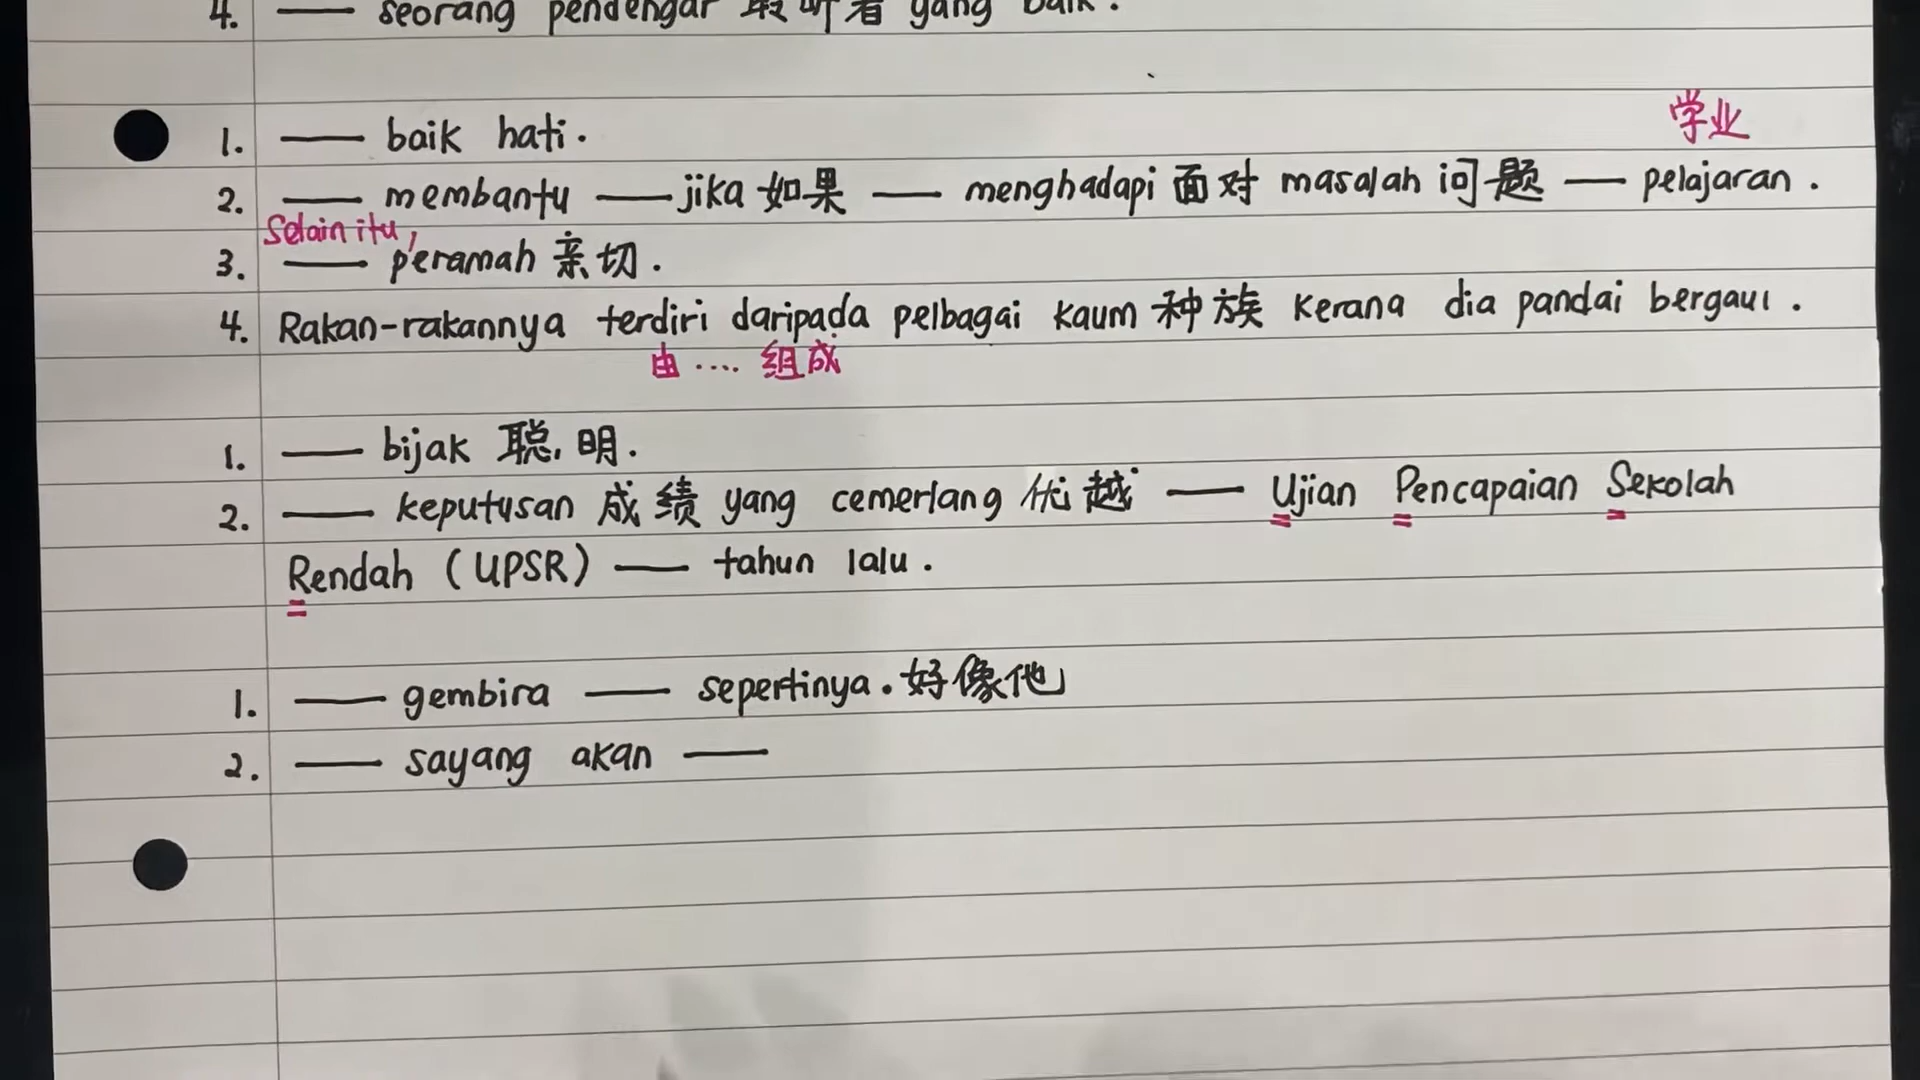 4. —— seorang pendengar 聆听者 yang baik.
学业
1. —— baik hati.
2. —— membantu —— jika 如果 —— menghadapi 面对 masalah 问题 —— pelajaran.
Selain itu,
3. —— peramah 亲切.
4. Rakan-rakannya terdiri daripada pelbagai kaum 种族 kerana dia pandai bergaul.
由 .... 组成
1. —— bijak 聪明.
2. —— keputusan 成绩 yang cemerlang 优越 —— Ujian Pencapaian Sekolah
Rendah (UPSR) —— tahun lalu.
1. —— gembira —— sepertinya. 好像他
2. —— sayang akan ——